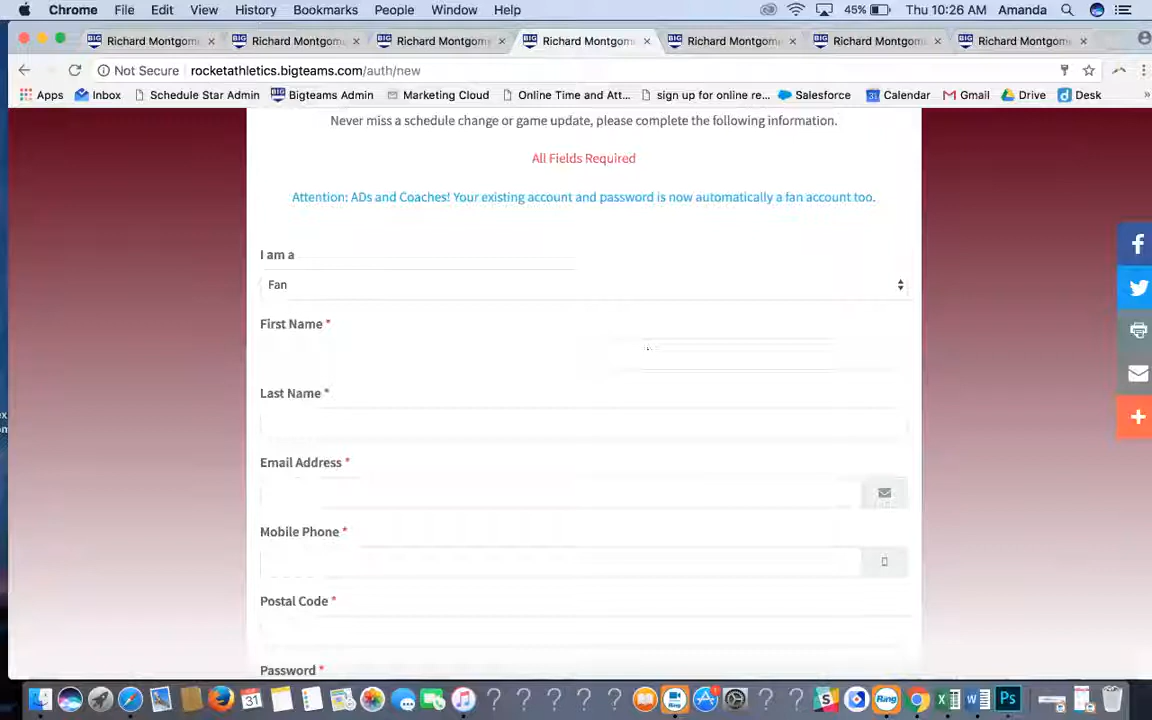 Chrome File Edit View History Bookmarks People Window Help 45% Thu 10:26 AM Amanda
Richard Montgom Richard Montgom Richard Montgom Richard Montgom Richard Montgom Richard Montgom Richard Montgom
Not Secure rocketathletics.bigteams.com/auth/new
Apps Inbox Schedule Star Admin Bigteams Admin Marketing Cloud Online Time and Att... sign up for online re... Salesforce Calendar Gmail Drive Desk »
Never miss a schedule change or game update, please complete the following information.
All Fields Required
Attention: ADs and Coaches! Your existing account and password is now automatically a fan account too.
I am a
Fan
First Name *
Last Name *
Email Address *
Mobile Phone *
Postal Code *
Password *